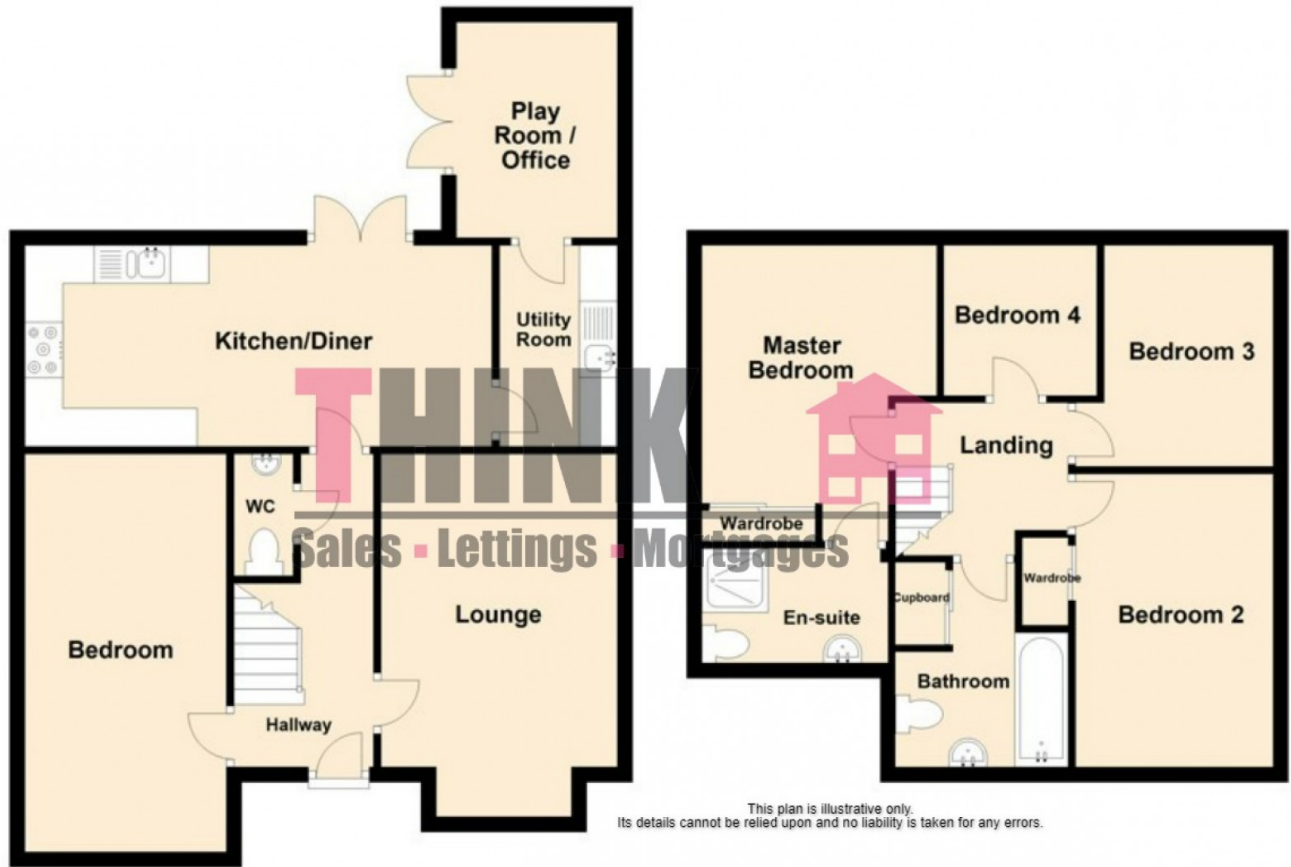 Play
Room /
Office
Kitchen/Diner
Utility
Room
WC
Bedroom
Lounge
Hallway
Master
Bedroom
Bedroom 4
Bedroom 3
Landing
Wardrobe
En-suite
Cupboard
Wardrobe
Bedroom 2
Bathroom
THINK
Sales - Lettings - Mortgages
This plan is illustrative only.
Its details cannot be relied upon and no liability is taken for any errors.